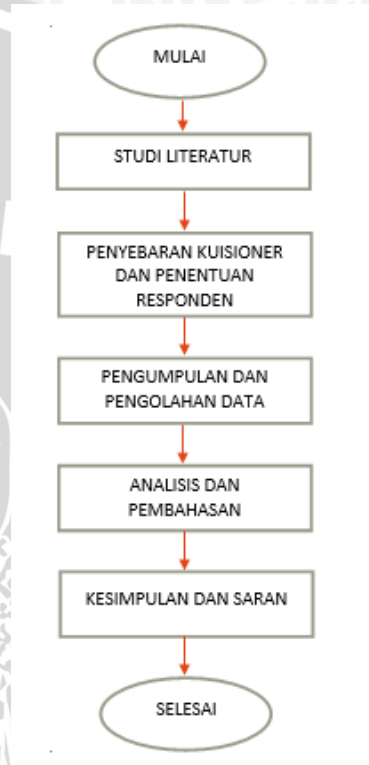 MULAI
STUDI LITERATUR
PENYEBARAN KUISIONER
DAN PENENTUAN
RESPONDEN
PENGUMPULAN DAN
PENGOLAHAN DATA
ANALISIS DAN
PEMBAHASAN
KESIMPULAN DAN SARAN
SELESAI